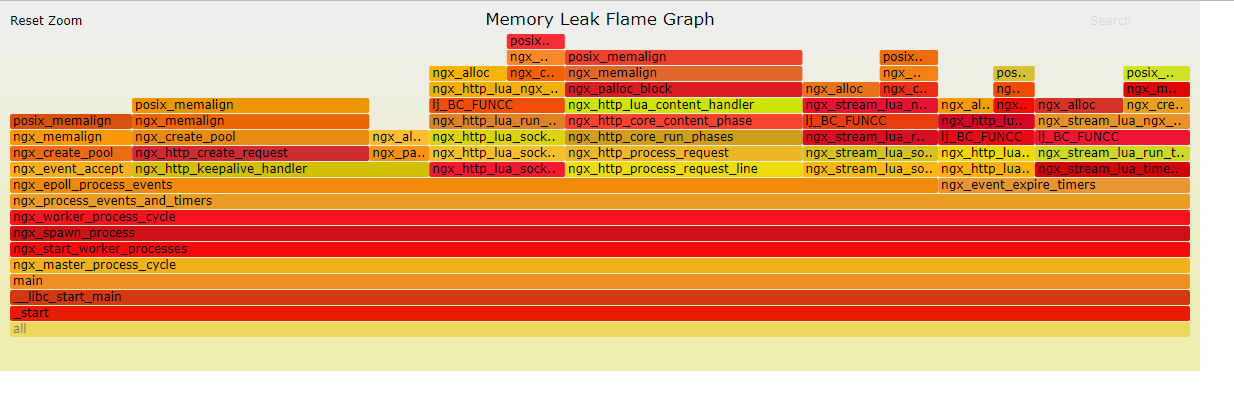 Reset Zoom Memory Leak Flame Graph Search
posix..
ngx_.. posix_memalign posix..
ngx_alloc ngx_c.. ngx_memalign ngx_.. pos.. posix_..
ngx_http_lua_ngx_.. ngx_palloc_block ngx_alloc ngx_c.. ng.. ngx_m..
posix_memalign lj_BC_FUNCC ngx_http_lua_content_handler ngx_stream_lua_n.. ngx_al.. ngx.. ngx_alloc ngx_cre..
posix_memalign ngx_memalign ngx_http_lua_run_.. ngx_http_core_content_phase lj_BC_FUNCC ngx_http_lu.. ngx_stream_lua_ngx_..
ngx_memalign ngx_create_pool ngx_al.. ngx_http_lua_sock.. ngx_http_core_run_phases ngx_stream_lua_r.. lj_BC_FUNCC lj_BC_FUNCC
ngx_create_pool ngx_http_create_request ngx_pa.. ngx_http_lua_sock.. ngx_http_process_request ngx_stream_lua_so.. ngx_http_lua.. ngx_stream_lua_run_t..
ngx_event_accept ngx_http_keepalive_handler ngx_http_lua_sock.. ngx_http_process_request_line ngx_stream_lua_so.. ngx_http_lua.. ngx_stream_lua_time..
ngx_epoll_process_events ngx_event_expire_timers
ngx_process_events_and_timers
ngx_worker_process_cycle
ngx_spawn_process
ngx_start_worker_processes
ngx_master_process_cycle
main
__libc_start_main
_start
all